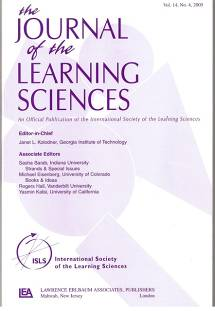 Vol. 14, No. 4, 2005
the
JOURNAL
of the
LEARNING
SCIENCES
An Official Publication of the International Society of the Learning Sciences
Editor-in-Chief
Janet L. Kolodner, Georgia Institute of Technology
Associate Editors
Sasha Barab, Indiana University
Strands & Special Issues
Michael Eisenberg, University of Colorado
Books & Ideas
Rogers Hall, Vanderbilt University
Yasmin Kafai, University of California
ISLS
International Society
of the Learning Sciences
LEA
LAWRENCE ERLBAUM ASSOCIATES, PUBLISHERS
Mahwah, New Jersey London